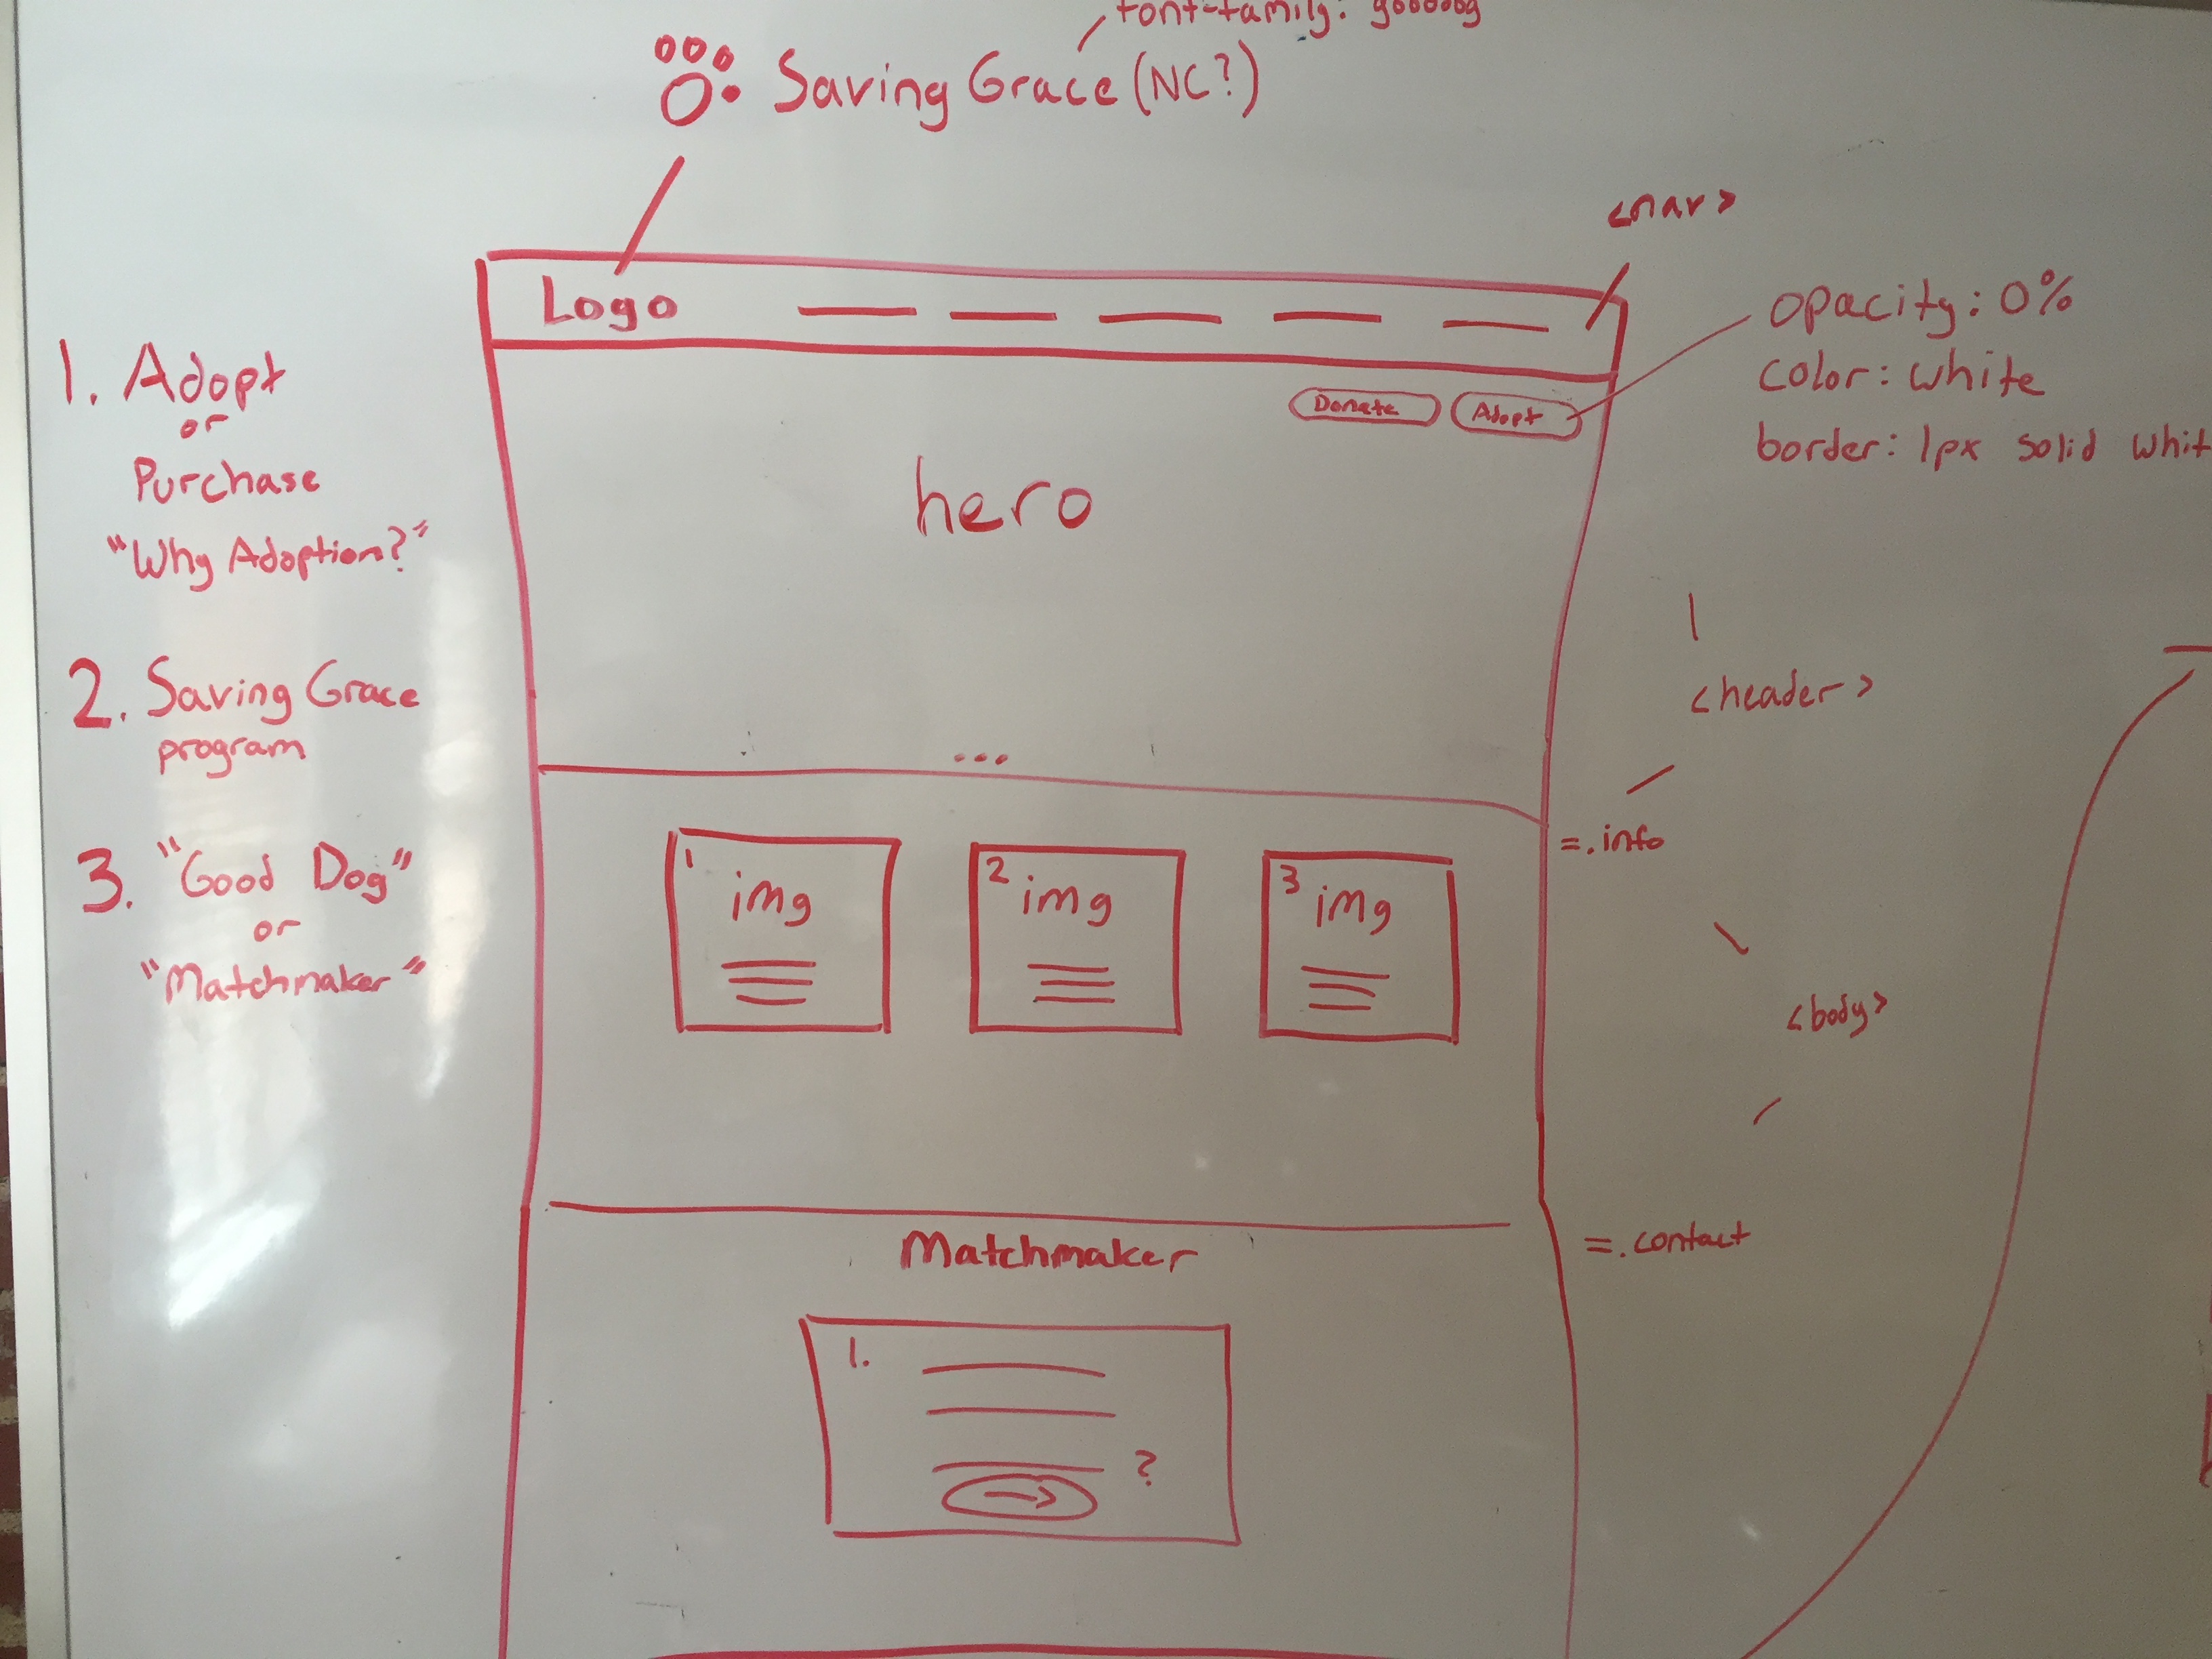 font-family: goooog
Saving Grace (NC?)
<nav>
Logo
opacity: 0%
color: white
border: 1px solid whit
Donate
Adopt
hero
1. Adopt
or
Purchase
"Why Adoption?"
2. Saving Grace
program
3. "Good Dog"
or
"Matchmaker"
<header>
...
=.info
1 img
2 img
3 img
<body>
=.contact
Matchmaker
1.
?